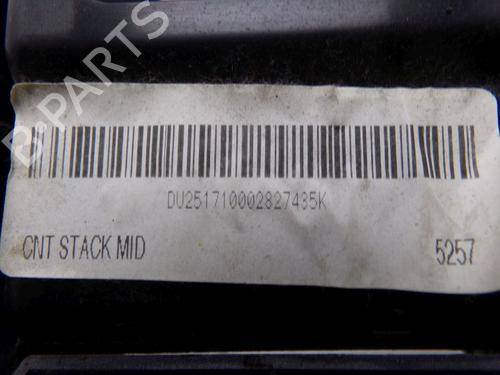 B-PARTS
DU251710002827435K
CNT STACK MID 5257